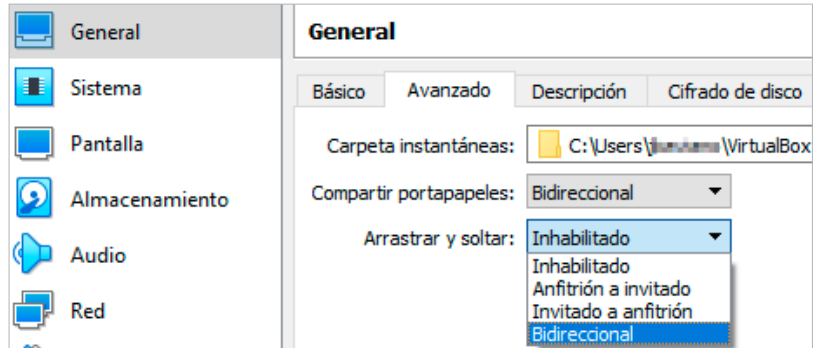 General
Sistema
Pantalla
Almacenamiento
Audio
Red
General
Básico Avanzado Descripción Cifrado de disco
Carpeta instantáneas: C:\Users\ \VirtualBox
Compartir portapapeles: Bidireccional
Arrastrar y soltar: Inhabilitado
Inhabilitado
Anfitrión a invitado
Invitado a anfitrión
Bidireccional